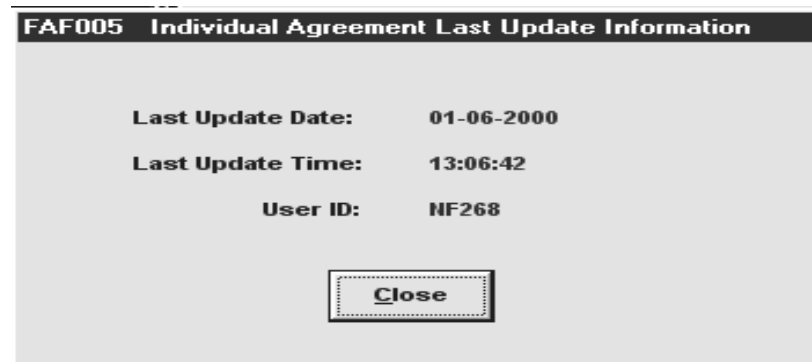 FAF005 Individual Agreement Last Update Information
Last Update Date: 01-06-2000
Last Update Time: 13:06:42
User ID: NF268
Close